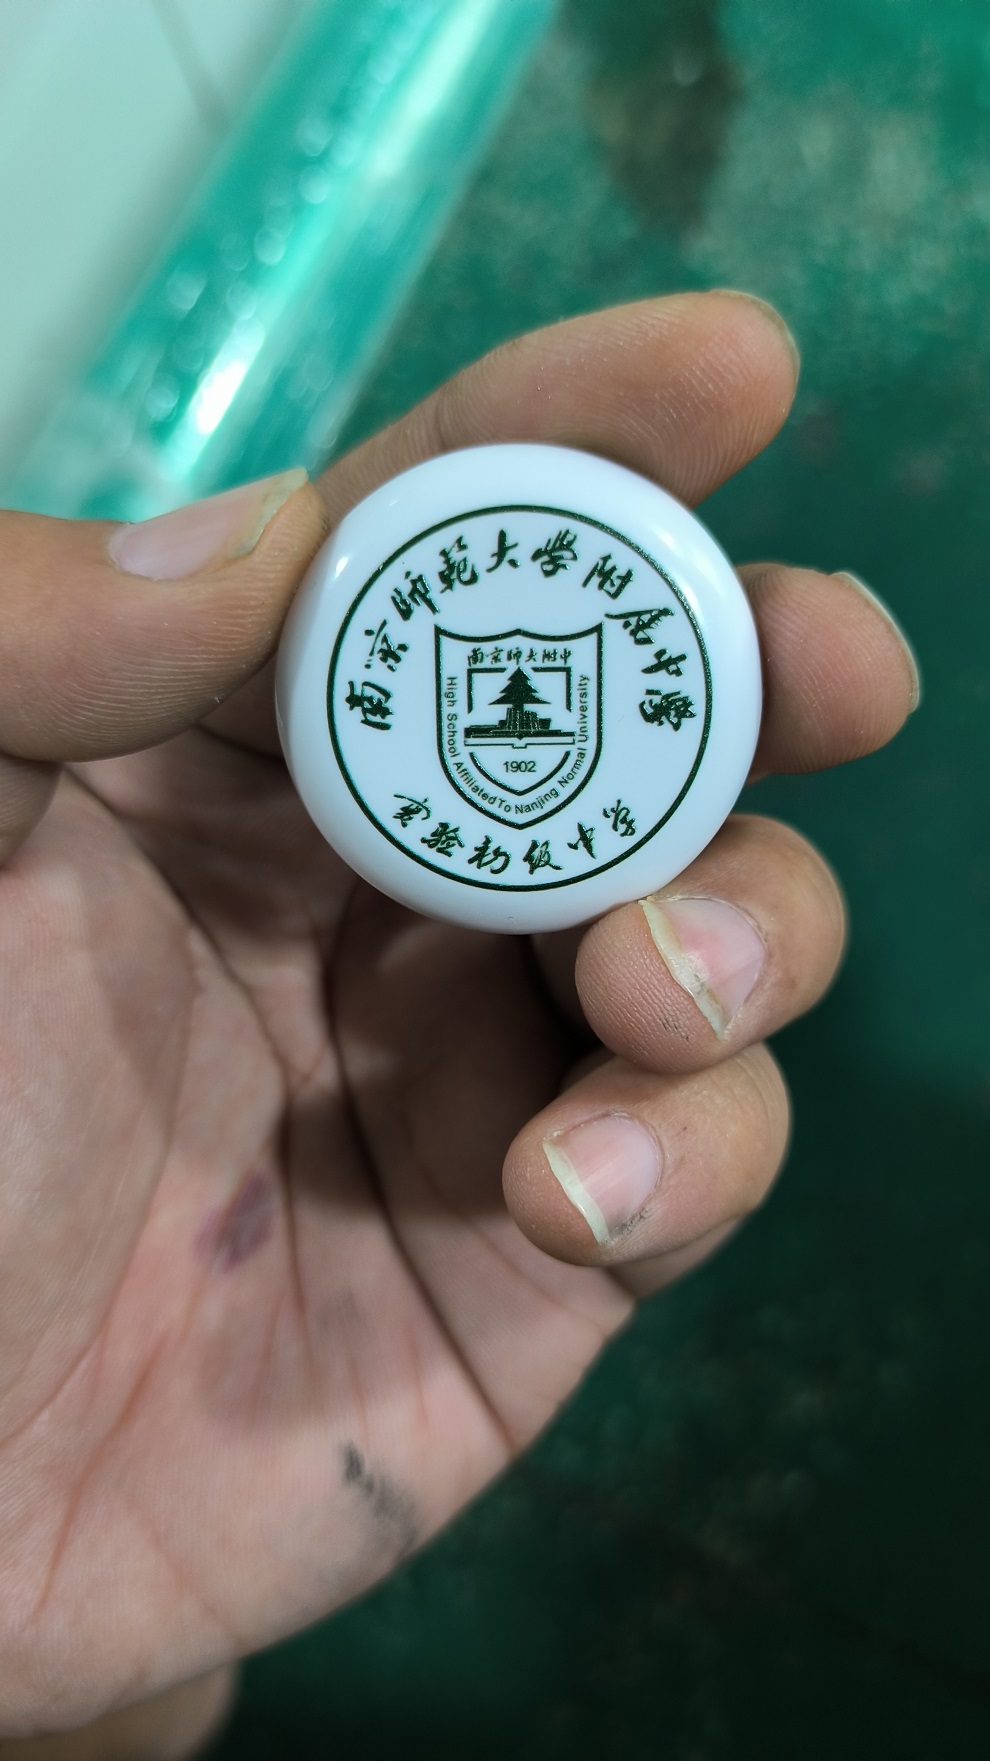 南京师範大学附属中学
南京师大附中
High School Affiliated To Nanjing Normal University
1902
实验初级中学